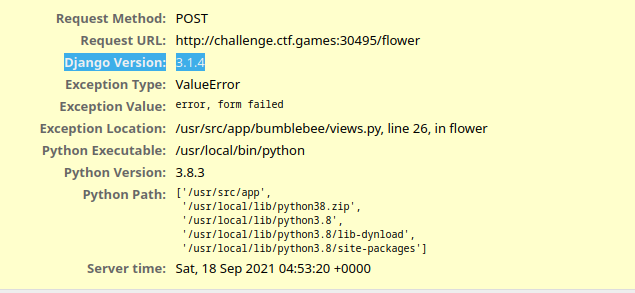 Request Method: POST
Request URL: http://challenge.ctf.games:30495/flower
Django Version: 3.1.4
Exception Type: ValueError
Exception Value: error, form failed
Exception Location: /usr/src/app/bumblebee/views.py, line 26, in flower
Python Executable: /usr/local/bin/python
Python Version: 3.8.3
Python Path: ['/usr/src/app',
'/usr/local/lib/python38.zip',
'/usr/local/lib/python3.8',
'/usr/local/lib/python3.8/lib-dynload',
'/usr/local/lib/python3.8/site-packages']
Server time: Sat, 18 Sep 2021 04:53:20 +0000